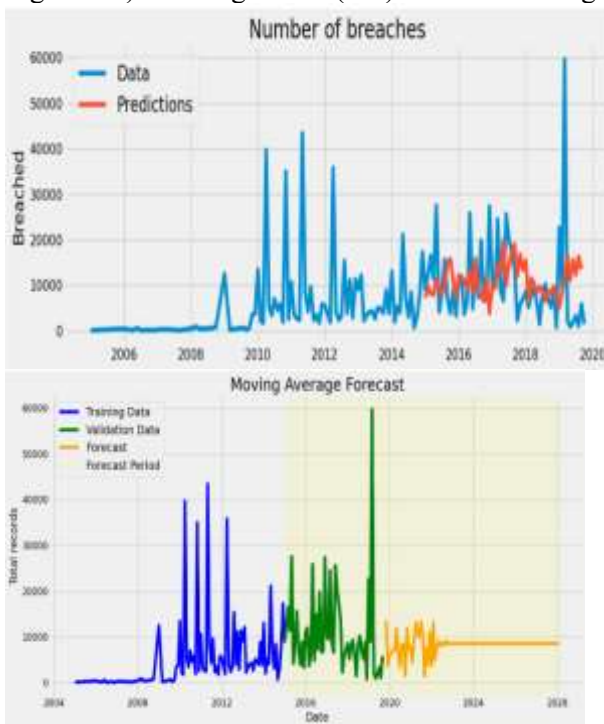 Number of breaches
Data
Predictions
Breached
60000
50000
40000
30000
20000
10000
0
2006 2008 2010 2012 2014 2016 2018 2020
Moving Average Forecast
Training Data
Validation Data
Forecast
Forecast Period
Total records
60000
50000
40000
30000
20000
10000
0
2004 2008 2012 2016 2020 2024 2028
Date